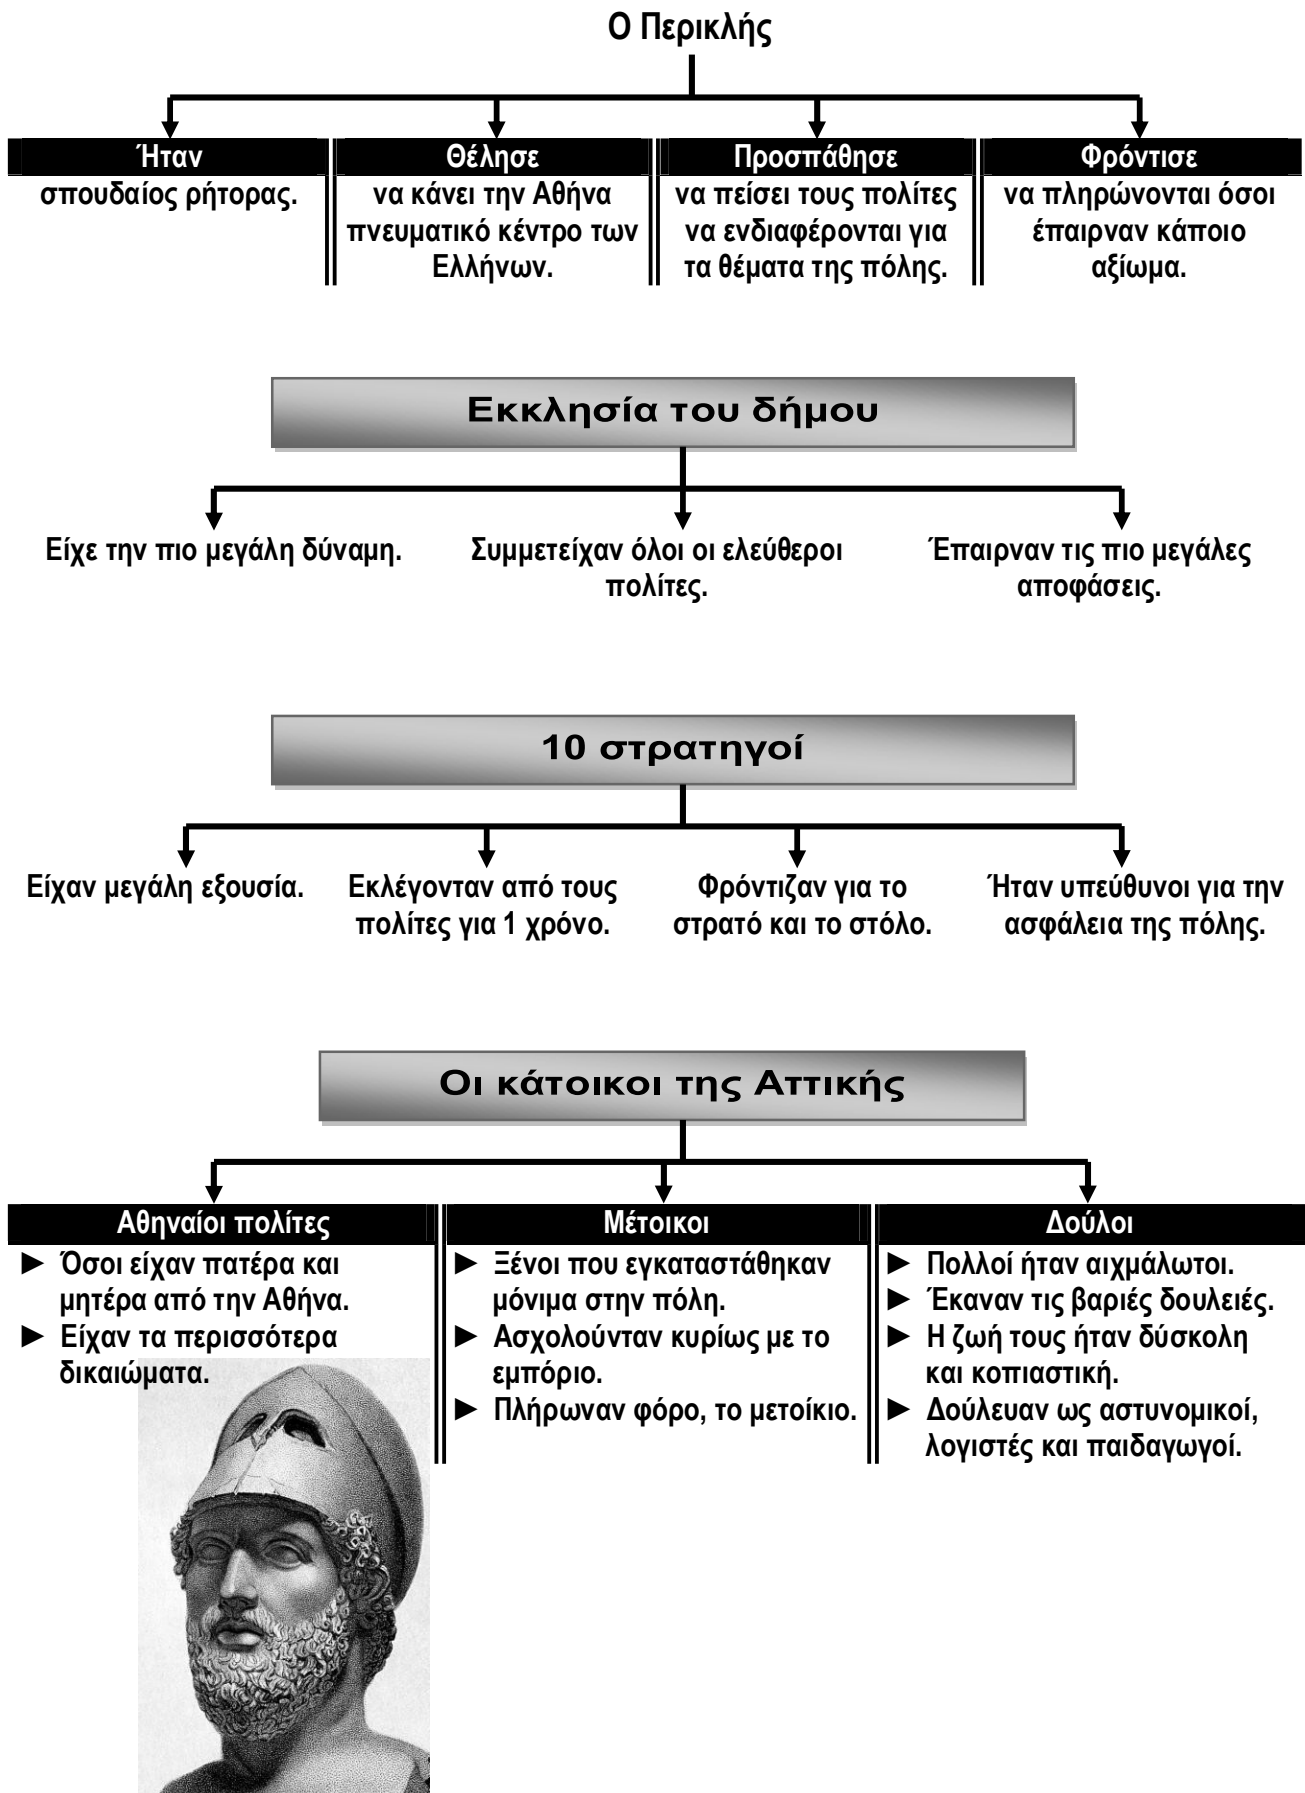 Ο Περικλής
Ήταν
σπουδαίος ρήτορας.
Θέλησε
να κάνει την Αθήνα
πνευματικό κέντρο των
Ελλήνων.
Προσπάθησε
να πείσει τους πολίτες
να ενδιαφέρονται για
τα θέματα της πόλης.
Φρόντισε
να πληρώνονται όσοι
έπαιρναν κάποιο
αξίωμα.
Εκκλησία του δήμου
Είχε την πιο μεγάλη δύναμη.
Συμμετείχαν όλοι οι ελεύθεροι
πολίτες.
Έπαιρναν τις πιο μεγάλες
αποφάσεις.
10 στρατηγοί
Είχαν μεγάλη εξουσία.
Εκλέγονταν από τους
πολίτες για 1 χρόνο.
Φρόντιζαν για το
στρατό και το στόλο.
Ήταν υπεύθυνοι για την
ασφάλεια της πόλης.
Οι κάτοικοι της Αττικής
Αθηναίοι πολίτες
► Όσοι είχαν πατέρα και
μητέρα από την Αθήνα.
► Είχαν τα περισσότερα
δικαιώματα.
Μέτοικοι
► Ξένοι που εγκαταστάθηκαν
μόνιμα στην πόλη.
► Ασχολούνταν κυρίως με το
εμπόριο.
► Πλήρωναν φόρο, το μετοίκιο.
Δούλοι
► Πολλοί ήταν αιχμάλωτοι.
► Έκαναν τις βαριές δουλειές.
► Η ζωή τους ήταν δύσκολη
και κοπιαστική.
► Δούλευαν ως αστυνομικοί,
λογιστές και παιδαγωγοί.